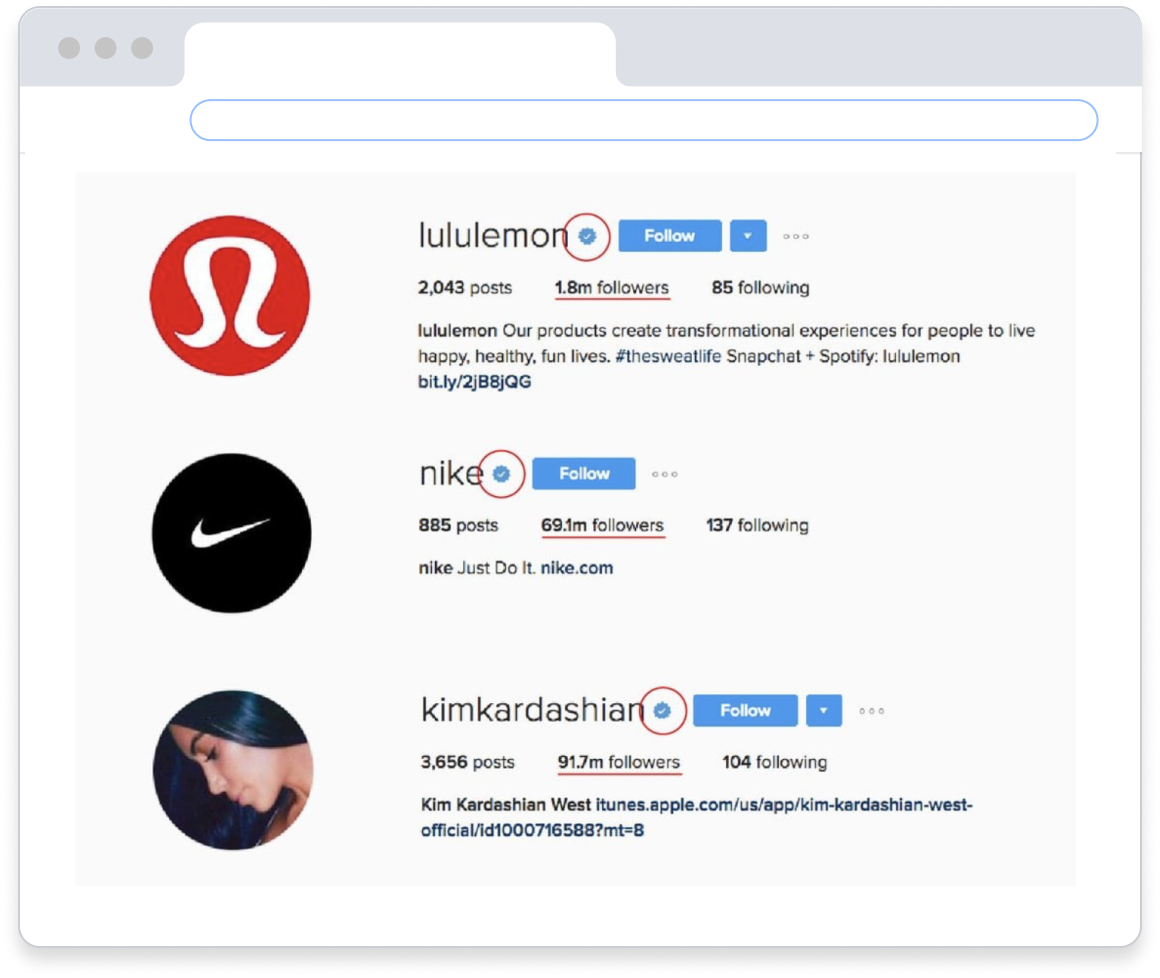 lululemon Follow
2,043 posts 1.8m followers 85 following
lululemon Our products create transformational experiences for people to live
happy, healthy, fun lives. #thesweatlife Snapchat + Spotify: lululemon
bit.ly/2jB8jQG
nike Follow
885 posts 69.1m followers 137 following
nike Just Do It. nike.com
kimkardashian Follow
3,656 posts 91.7m followers 104 following
Kim Kardashian West itunes.apple.com/us/app/kim-kardashian-west-
official/id1000716588?mt=8